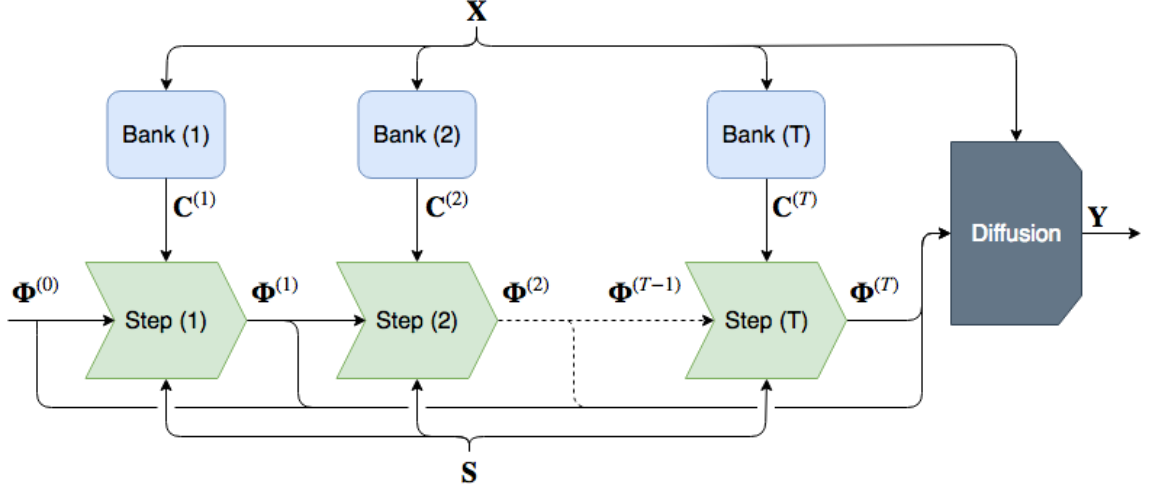 X
Bank (1)
Bank (2)
Bank (T)
C^{(1)}
C^{(2)}
C^{(T)}
Diffusion
Y
Φ^{(0)}
Step (1)
Φ^{(1)}
Step (2)
Φ^{(2)}
Φ^{(T−1)}
Step (T)
Φ^{(T)}
S